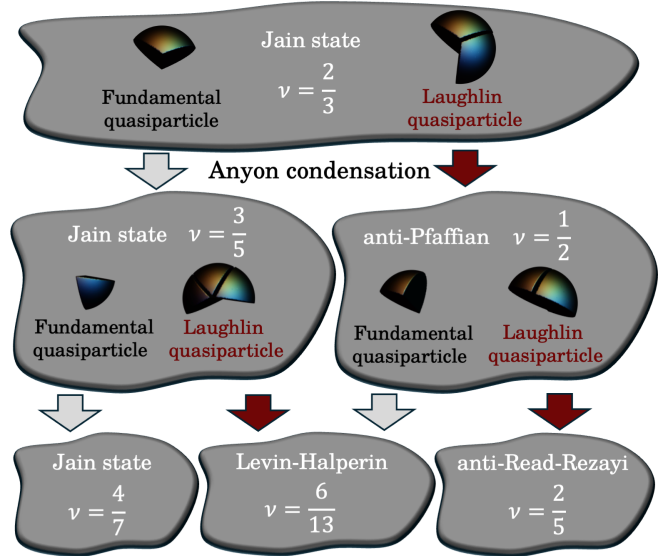 Jain state
ν = 2/3
Fundamental
quasiparticle
Laughlin
quasiparticle
Anyon condensation
Jain state ν = 3/5
Fundamental
quasiparticle
Laughlin
quasiparticle
anti-Pfaffian ν = 1/2
Fundamental
quasiparticle
Laughlin
quasiparticle
Jain state
ν = 4/7
Levin-Halperin
ν = 6/13
anti-Read-Rezayi
ν = 2/5